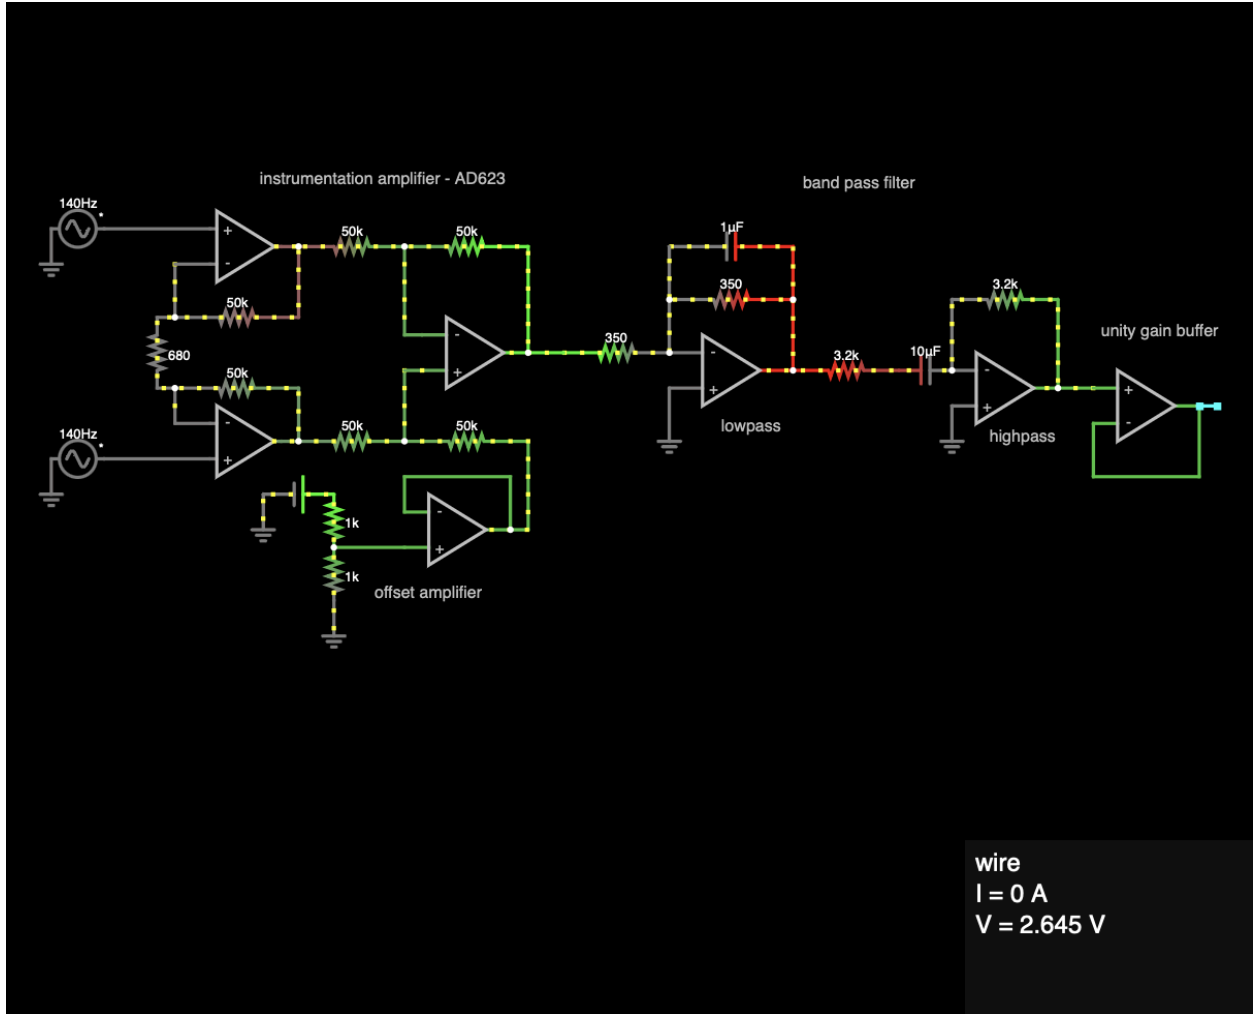 instrumentation amplifier - AD623
band pass filter
140Hz
+
-
50k
50k
50k
680
50k
-
+
140Hz
50k
50k
-
+
1k
1k
-
+
offset amplifier
350
1µF
350
-
+
lowpass
3.2k
10µF
3.2k
-
+
highpass
unity gain buffer
+
-
wire
I = 0 A
V = 2.645 V